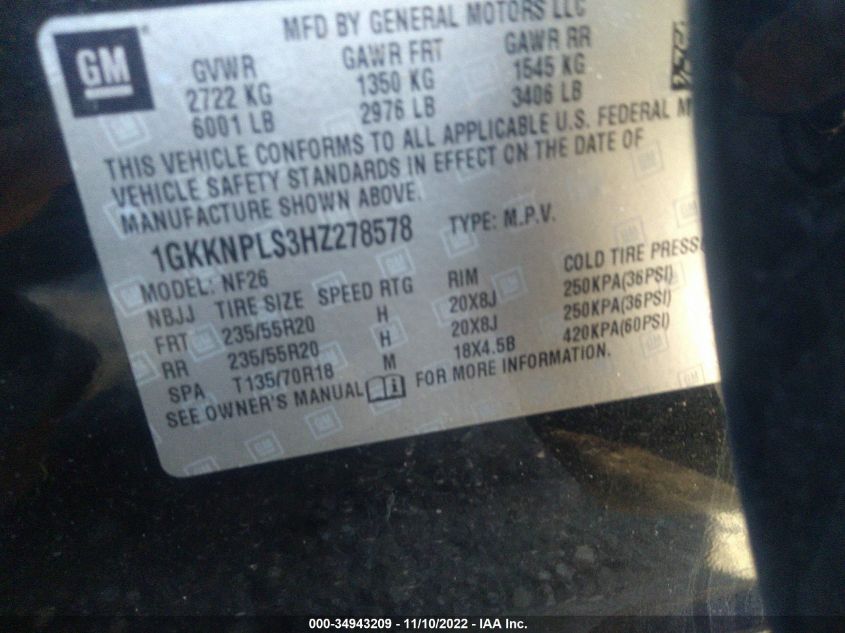 MFD BY GENERAL MOTORS LLC
GM
GVWR GAWR FRT GAWR RR
2722 KG 1350 KG 1545 KG
6001 LB 2976 LB 3406 LB
THIS VEHICLE CONFORMS TO ALL APPLICABLE U.S. FEDERAL M
VEHICLE SAFETY STANDARDS IN EFFECT ON THE DATE OF
MANUFACTURE SHOWN ABOVE.
1GKKNPLS3HZ278578 TYPE: M.P.V.
MODEL: NF26
NBJJ TIRE SIZE SPEED RTG RIM COLD TIRE PRESS
FRT 235/55R20 H 20X8J 250KPA(36PSI)
RR 235/55R20 H 20X8J 250KPA(36PSI)
SPA T135/70R18 M 18X4.5B 420KPA(60PSI)
SEE OWNER'S MANUAL FOR MORE INFORMATION.
000-34943209 - 11/10/2022 - IAA Inc.